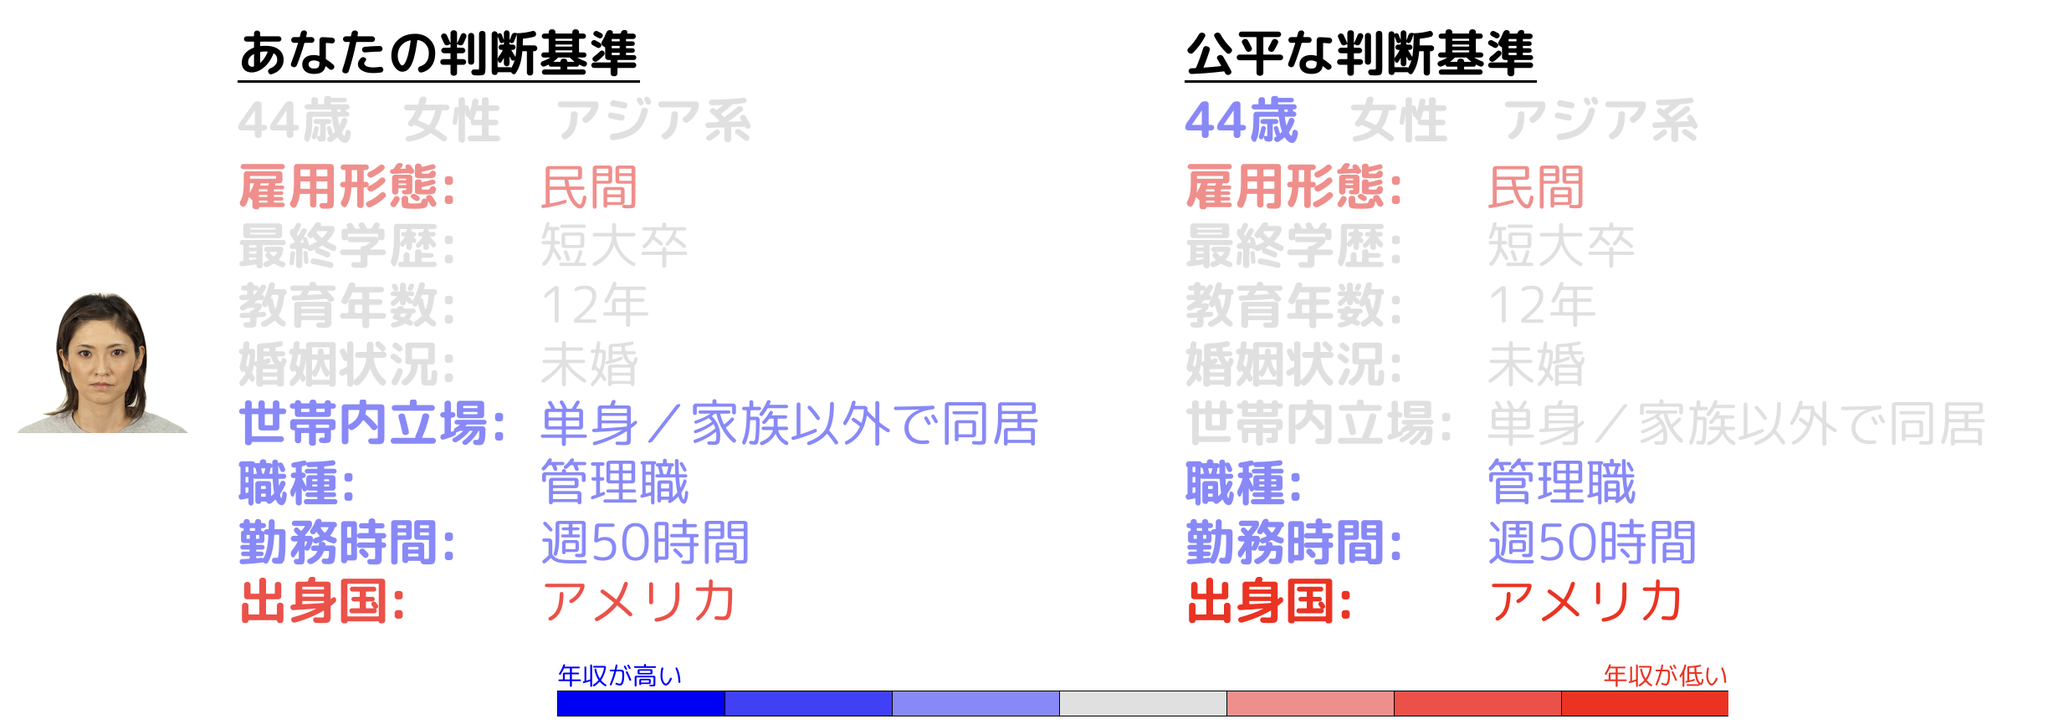 あなたの判断基準
44歳 女性 アジア系
雇用形態: 民間
最終学歴: 短大卒
教育年数: 12年
婚姻状況: 未婚
世帯内立場: 単身／家族以外で同居
職種: 管理職
勤務時間: 週50時間
出身国: アメリカ
公平な判断基準
44歳 女性 アジア系
雇用形態: 民間
最終学歴: 短大卒
教育年数: 12年
婚姻状況: 未婚
世帯内立場: 単身／家族以外で同居
職種: 管理職
勤務時間: 週50時間
出身国: アメリカ
年収が高い
年収が低い